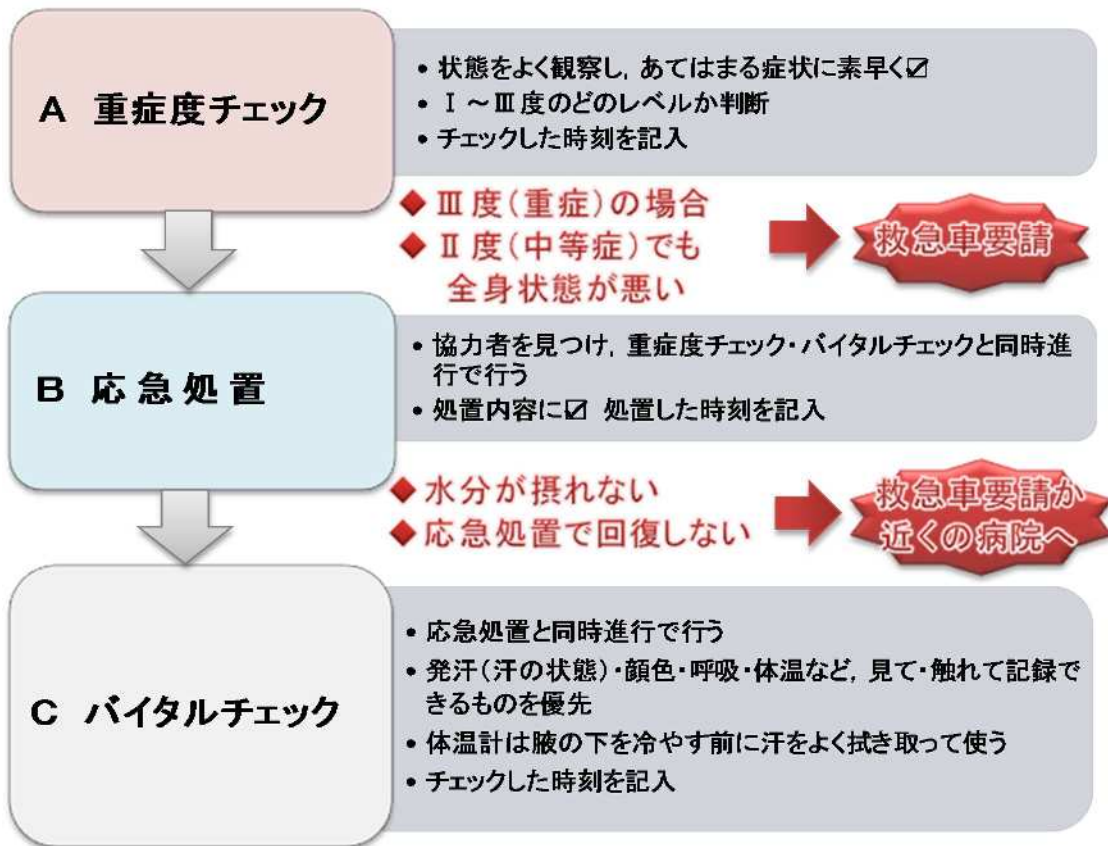 A 重症度チェック
• 状態をよく観察し，あてはまる症状に素早く☑
• Ⅰ～Ⅲ度のどのレベルか判断
• チェックした時刻を記入
◆ Ⅲ度(重症)の場合
◆ Ⅱ度(中等症)でも
全身状態が悪い
救急車要請
B 応急処置
• 協力者を見つけ，重症度チェック・バイタルチェックと同時進
行で行う
• 処置内容に☑ 処置した時刻を記入
◆ 水分が摂れない
◆ 応急処置で回復しない
救急車要請か
近くの病院へ
C バイタルチェック
• 応急処置と同時進行で行う
• 発汗(汗の状態)・顔色・呼吸・体温など，見て・触れて記録で
きるものを優先
• 体温計は腋の下を冷やす前に汗をよく拭き取って使う
• チェックした時刻を記入